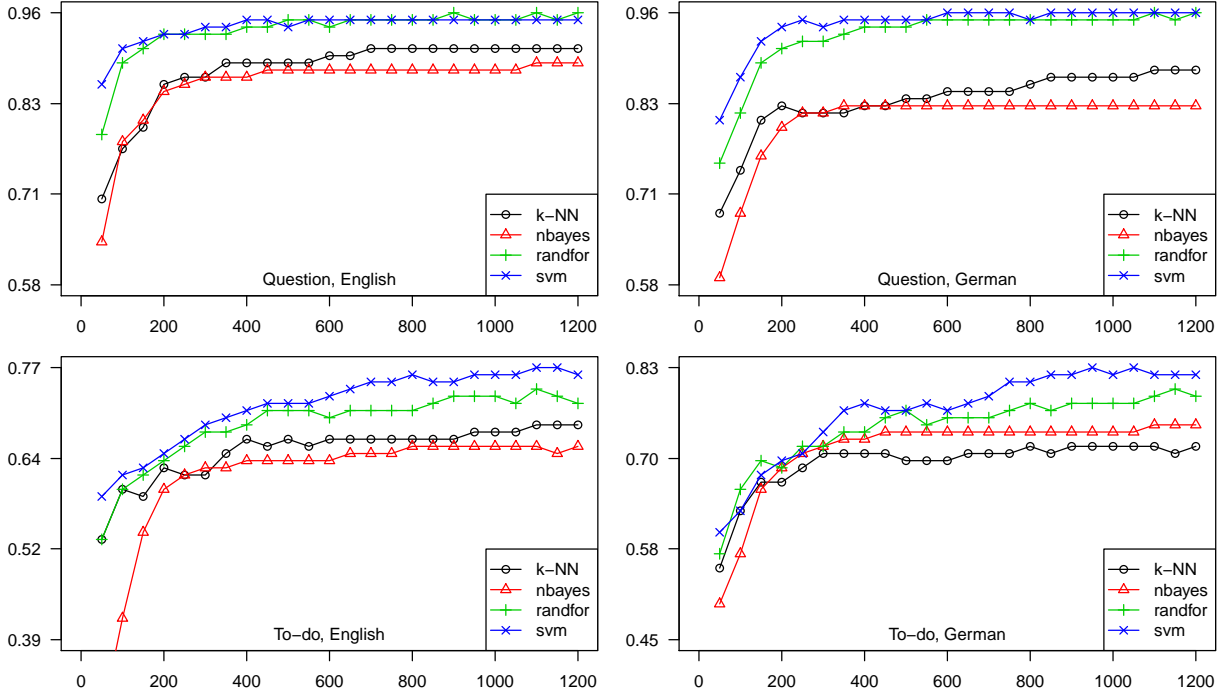 0.96
0.83
0.71
0.58
k−NN
nbayes
randfor
svm
Question, English
0 200 400 600 800 1000 1200
0.96
0.83
0.71
0.58
k−NN
nbayes
randfor
svm
Question, German
0 200 400 600 800 1000 1200
0.77
0.64
0.52
0.39
k−NN
nbayes
randfor
svm
To−do, English
0 200 400 600 800 1000 1200
0.83
0.70
0.58
0.45
k−NN
nbayes
randfor
svm
To−do, German
0 200 400 600 800 1000 1200